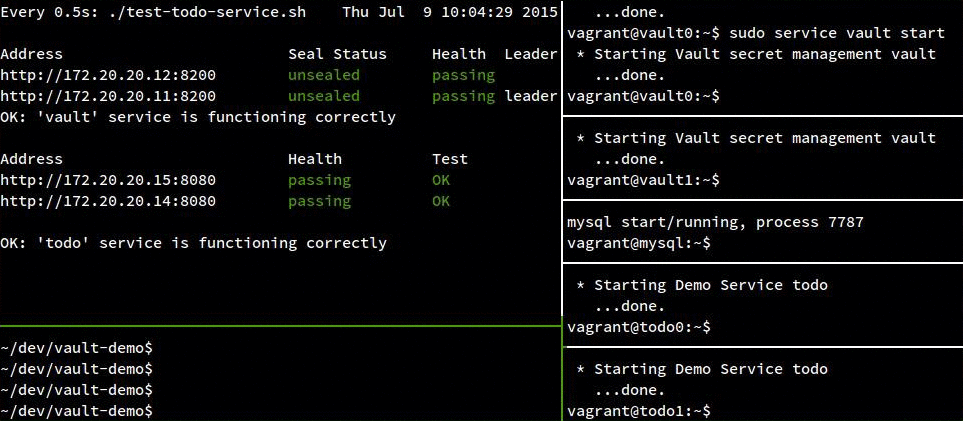 Every 0.5s: ./test-todo-service.sh    Thu Jul  9 10:04:29 2015
Address                         Seal Status     Health  Leader
http://172.20.20.12:8200        unsealed        passing
http://172.20.20.11:8200        unsealed        passing leader
OK: 'vault' service is functioning correctly
Address                         Health          Test
http://172.20.20.15:8080        passing         OK
http://172.20.20.14:8080        passing         OK
OK: 'todo' service is functioning correctly
~/dev/vault-demo$
~/dev/vault-demo$
~/dev/vault-demo$
~/dev/vault-demo$
...done.
vagrant@vault0:~$ sudo service vault start
* Starting Vault secret management vault
...done.
vagrant@vault0:~$
* Starting Vault secret management vault
...done.
vagrant@vault1:~$
mysql start/running, process 7787
vagrant@mysql:~$
* Starting Demo Service todo
...done.
vagrant@todo0:~$
* Starting Demo Service todo
...done.
vagrant@todo1:~$